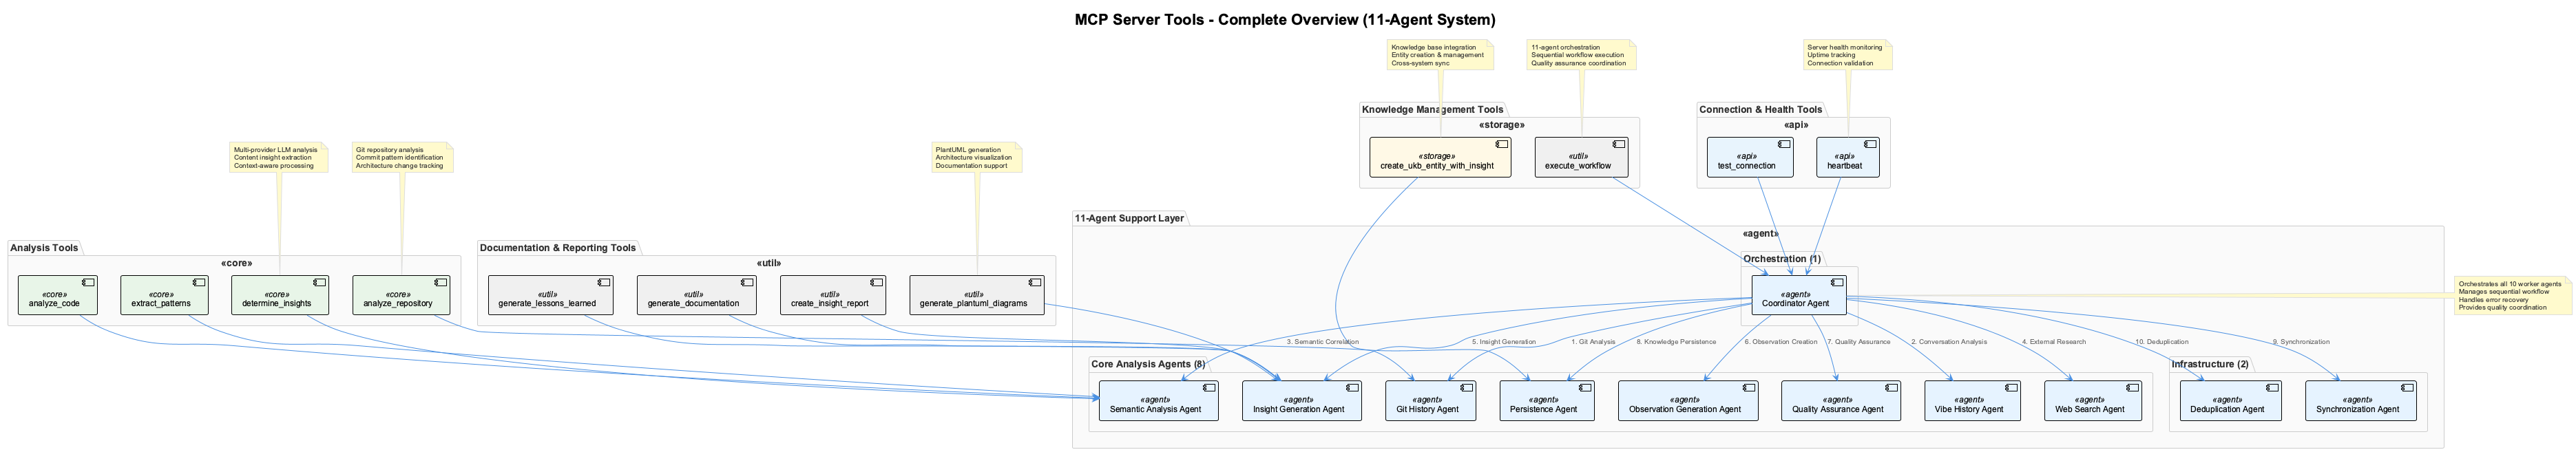 MCP Server Tools - Complete Overview (11-Agent System)
Knowledge base integration
Entity creation & management
Cross-system sync
11-agent orchestration
Sequential workflow execution
Quality assurance coordination
Server health monitoring
Uptime tracking
Connection validation
Knowledge Management Tools
«storage»
«storage»
create_ukb_entity_with_insight
«util»
execute_workflow
Connection & Health Tools
«api»
«api»
test_connection
«api»
heartbeat
Multi-provider LLM analysis
Content insight extraction
Context-aware processing
Git repository analysis
Commit pattern identification
Architecture change tracking
PlantUML generation
Architecture visualization
Documentation support
Analysis Tools
«core»
«core»
analyze_code
«core»
extract_patterns
«core»
determine_insights
«core»
analyze_repository
Documentation & Reporting Tools
«util»
«util»
generate_lessons_learned
«util»
generate_documentation
«util»
create_insight_report
«util»
generate_plantuml_diagrams
11-Agent Support Layer
«agent»
Orchestration (1)
«agent»
Coordinator Agent
Orchestrates all 10 worker agents
Manages sequential workflow
Handles error recovery
Provides quality coordination
3. Semantic Correlation
5. Insight Generation
1. Git Analysis
8. Knowledge Persistence
6. Observation Creation
7. Quality Assurance
2. Conversation Analysis
4. External Research
10. Deduplication
9. Synchronization
Core Analysis Agents (8)
«agent»
Semantic Analysis Agent
«agent»
Insight Generation Agent
«agent»
Git History Agent
«agent»
Persistence Agent
«agent»
Observation Generation Agent
«agent»
Quality Assurance Agent
«agent»
Vibe History Agent
«agent»
Web Search Agent
Infrastructure (2)
«agent»
Deduplication Agent
«agent»
Synchronization Agent